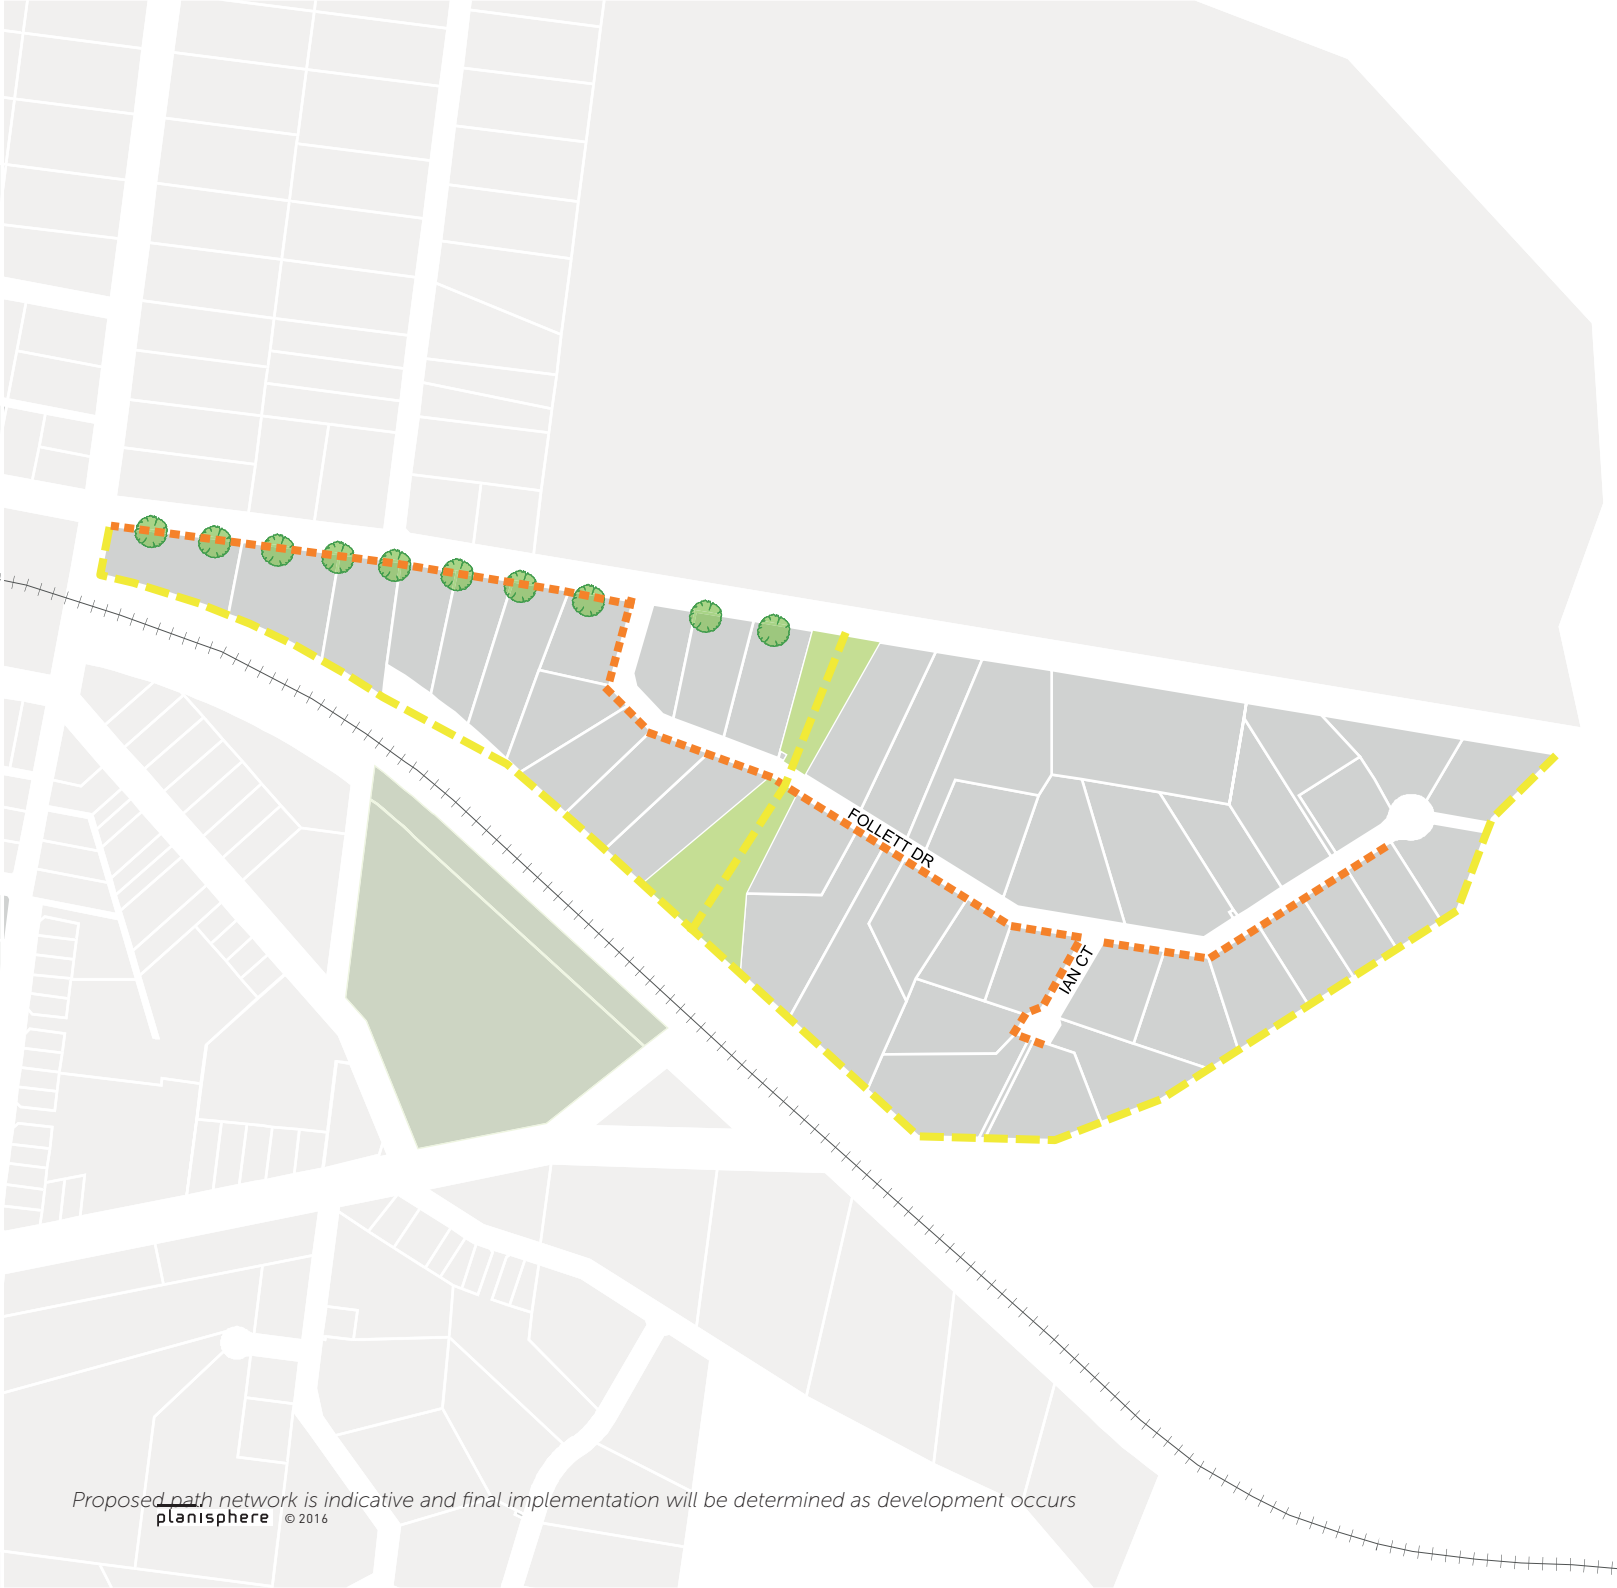 FOLLETT DR
IAN CT
Proposed path network is indicative and final implementation will be determined as development occurs
planisphere © 2016